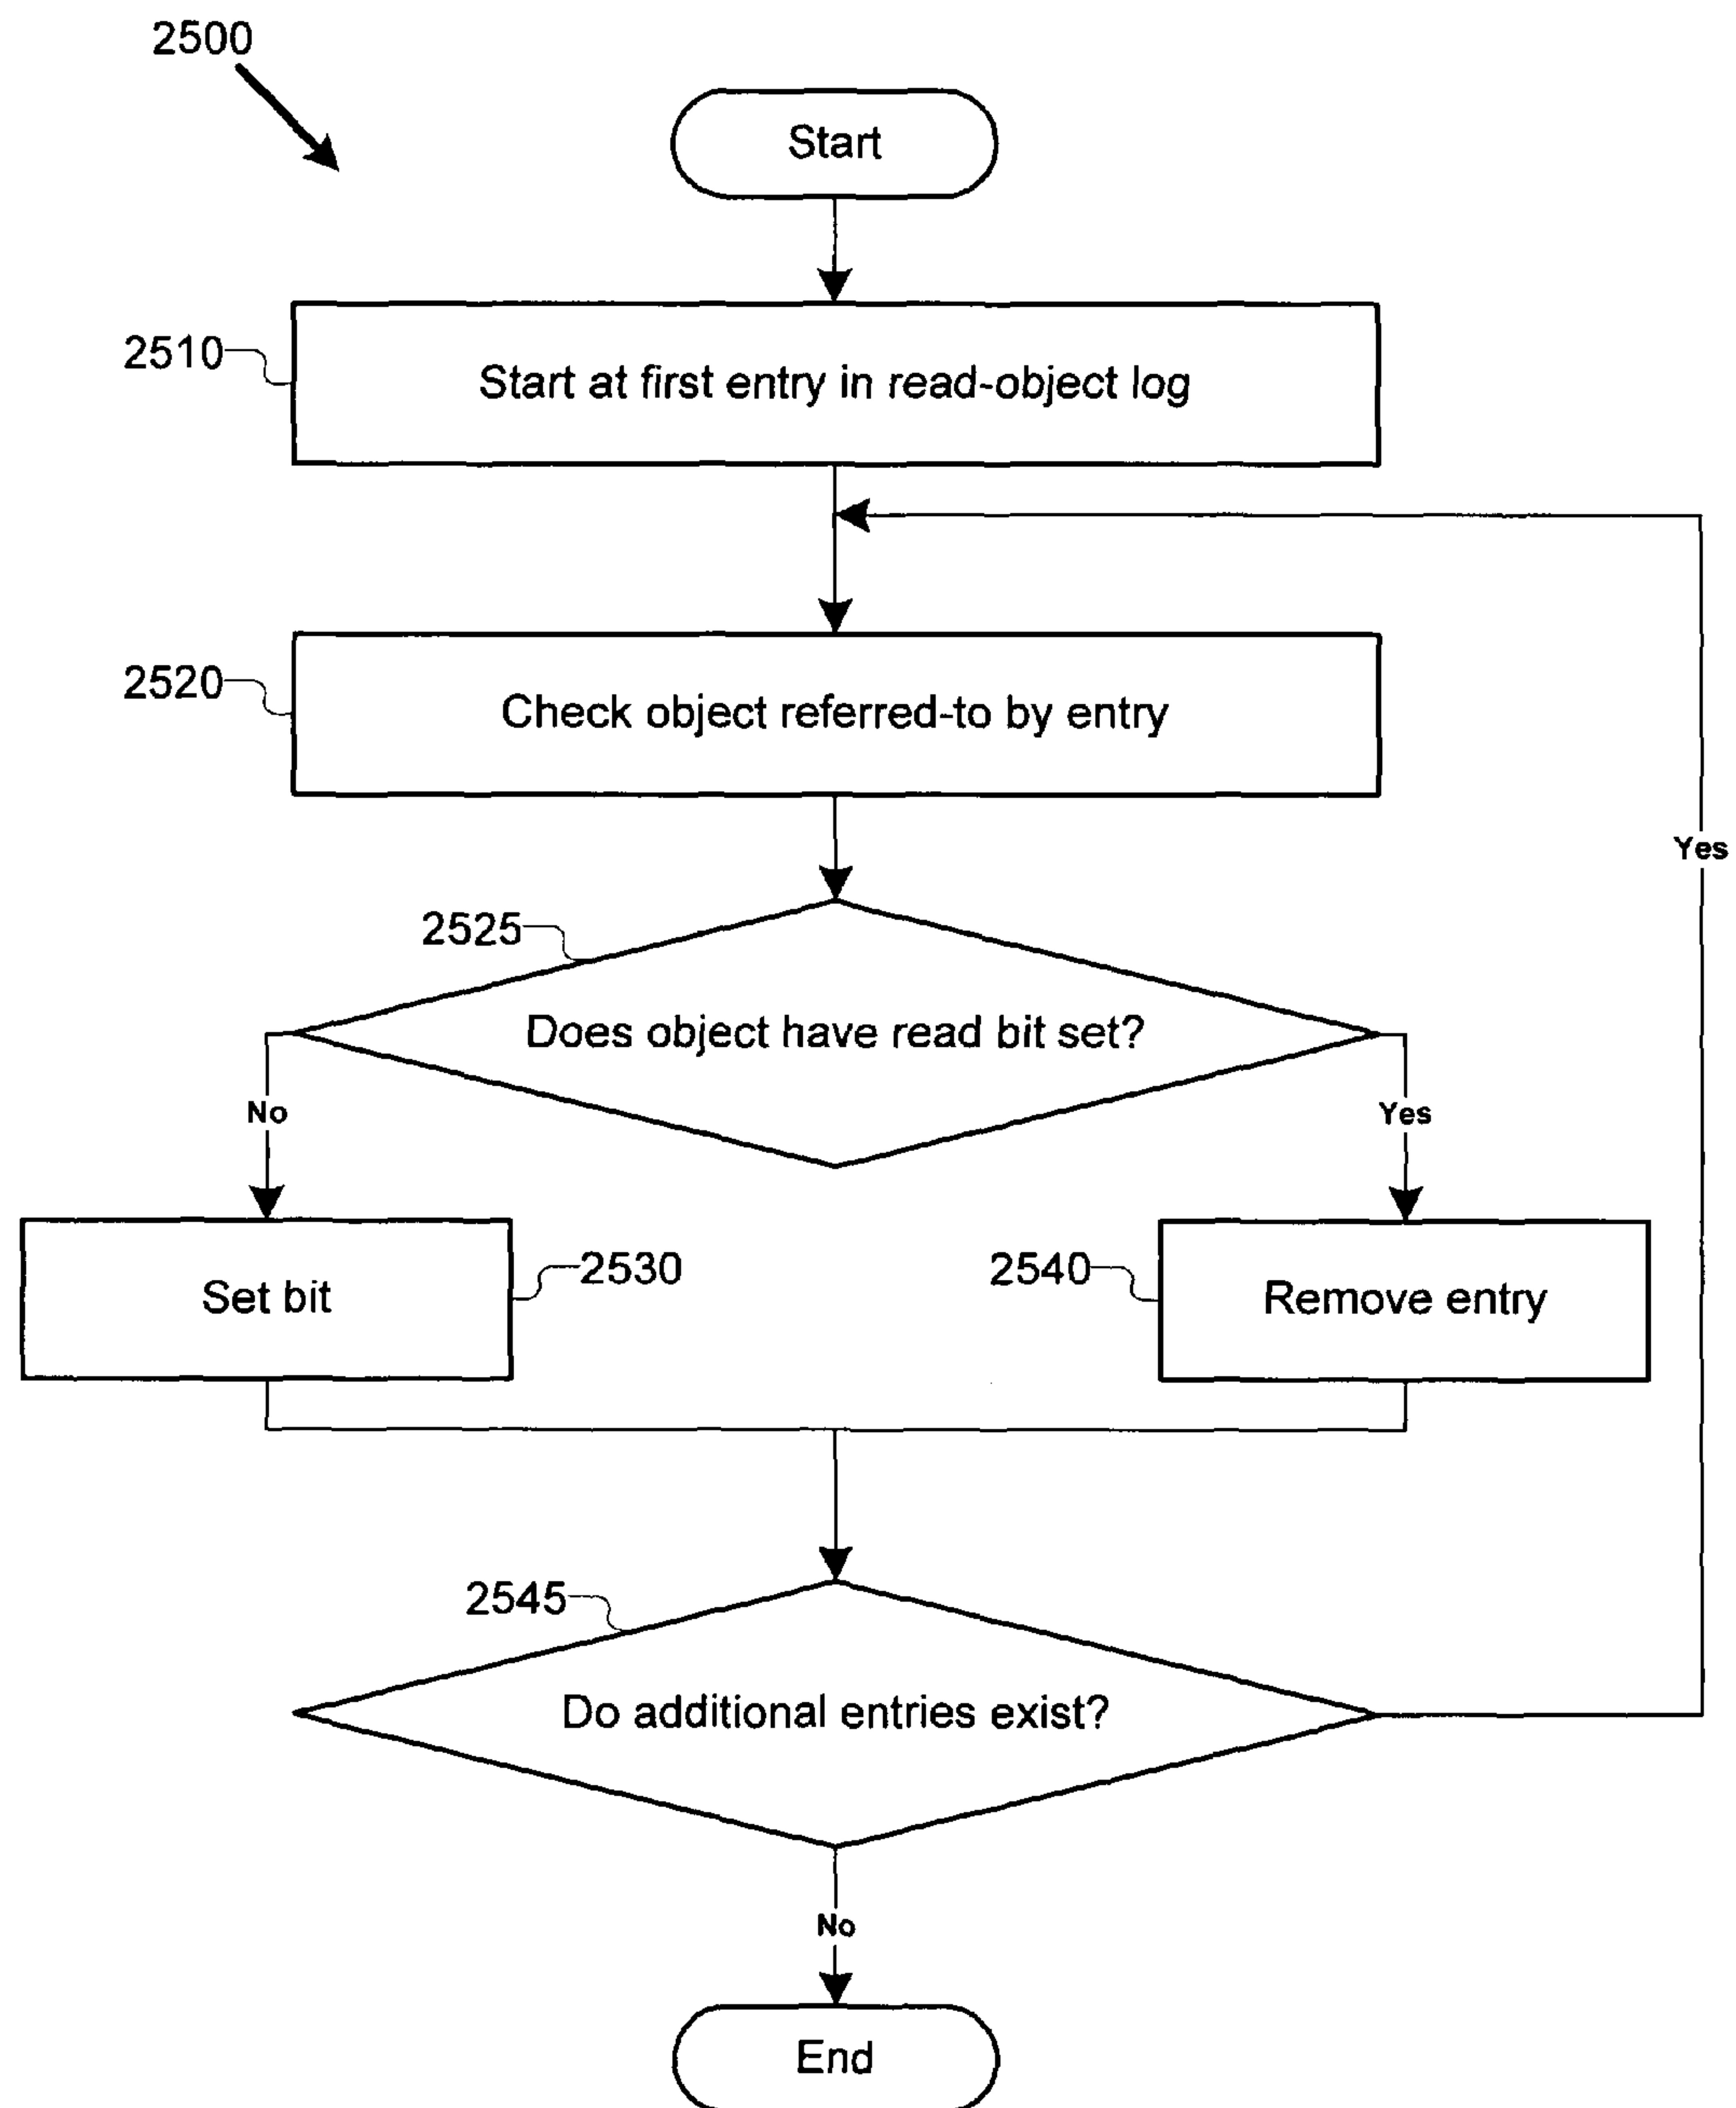 2500
Start
2510
Start at first entry in read-object log
2520
Check object referred-to by entry
Yes
2525
Does object have read bit set?
No
Yes
Set bit
2530
2540
Remove entry
2545
Do additional entries exist?
No
End